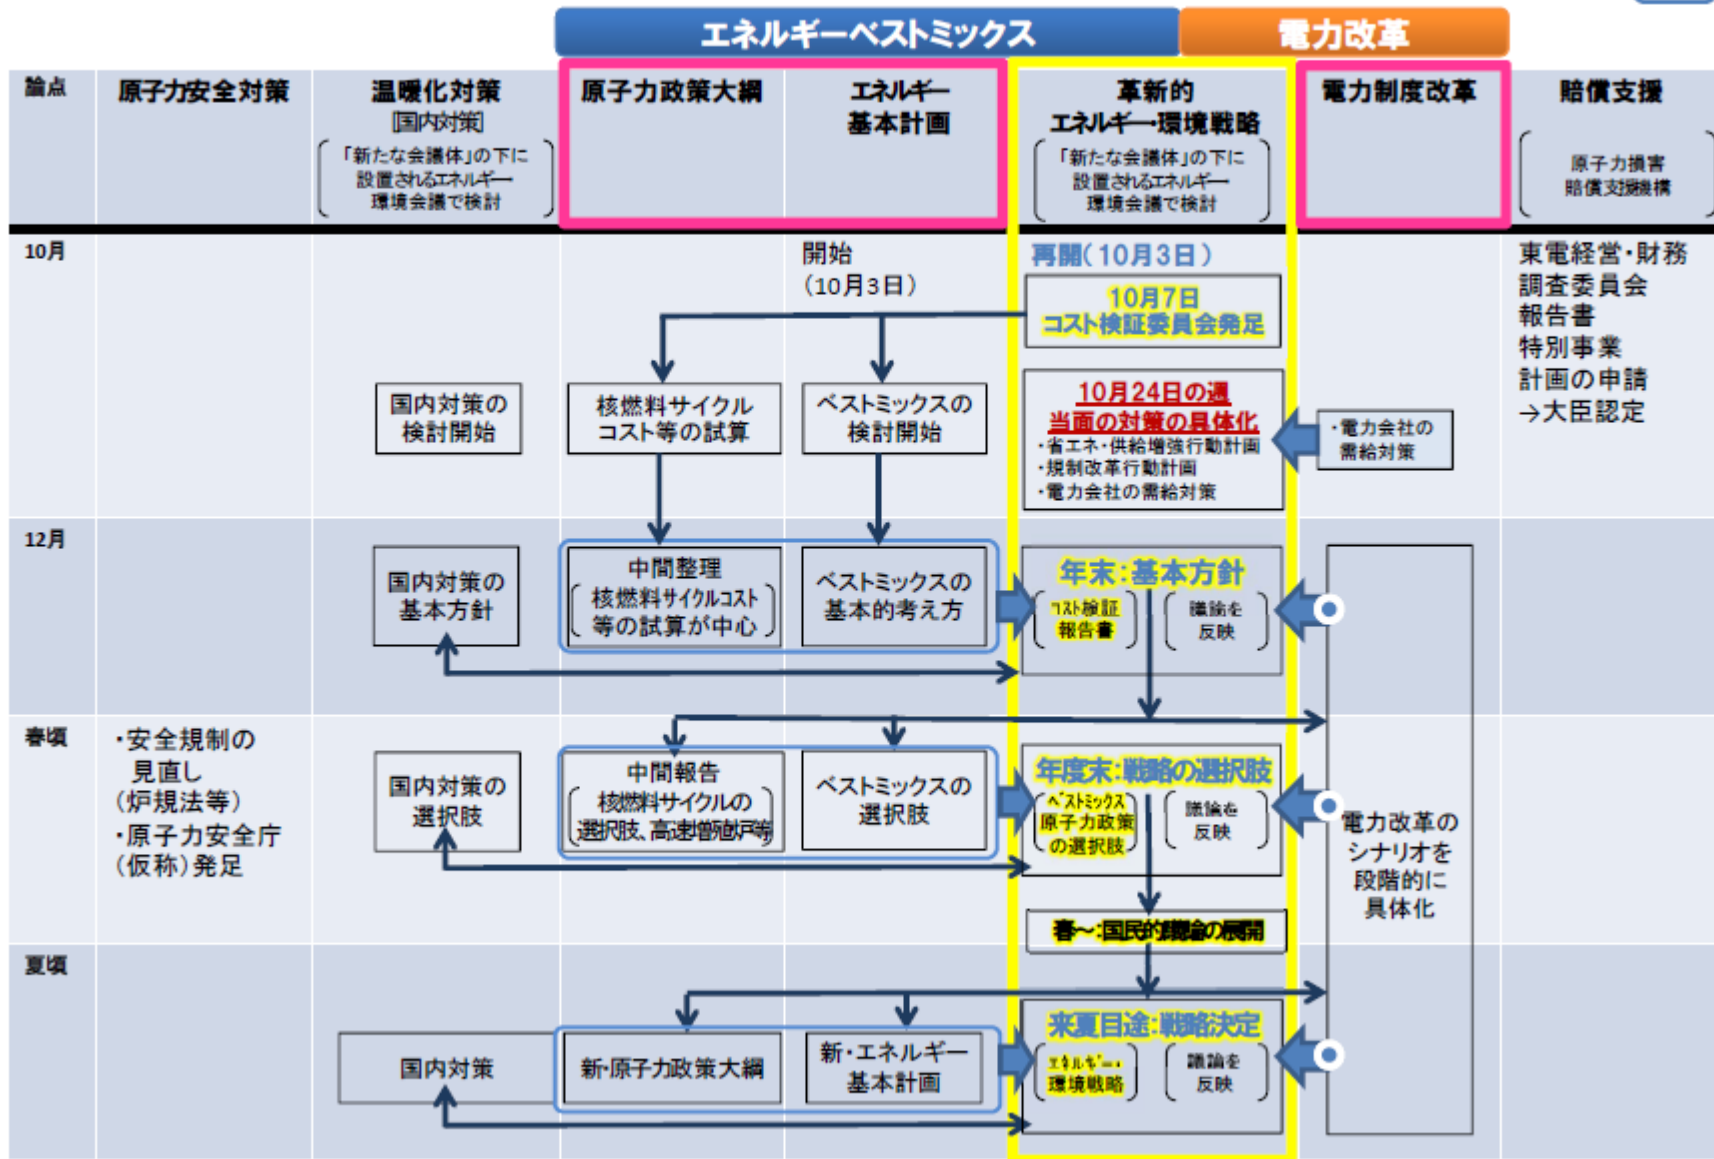 エネルギーベストミックス
電力改革
論点
原子力安全対策
温暖化対策
[国内対策]
「新たな会議体」の下に
設置されるエネルギー・
環境会議で検討
原子力政策大綱
エネルギー
基本計画
革新的
エネルギー・環境戦略
「新たな会議体」の下に
設置されるエネルギー・
環境会議で検討
電力制度改革
賠償支援
原子力損害
賠償支援機構
10月
開始
(10月3日)
再開(10月3日)
10月7日
コスト検証委員会発足
国内対策の
検討開始
核燃料サイクル
コスト等の試算
ベストミックスの
検討開始
10月24日の週
当面の対策の具体化
・省エネ・供給増強行動計画
・規制改革行動計画
・電力会社の需給対策
・電力会社の
需給対策
東電経営・財務
調査委員会
報告書
特別事業
計画の申請
→大臣認定
12月
国内対策の
基本方針
中間整理
核燃料サイクルコスト
等の試算が中心
ベストミックスの
基本的考え方
年末:基本方針
コスト検証
報告書
議論を
反映
春頃
・安全規制の
見直し
(炉規法等)
・原子力安全庁
(仮称)発足
国内対策の
選択肢
中間報告
核燃料サイクルの
選択肢、高速増殖炉等
ベストミックスの
選択肢
年度末:戦略の選択肢
ベストミックス
原子力政策
の選択肢
議論を
反映
電力改革の
シナリオを
段階的に
具体化
春～:国民的議論の展開
夏頃
国内対策
新・原子力政策大綱
新・エネルギー
基本計画
来夏目途:戦略決定
エネルギー・
環境戦略
議論を
反映